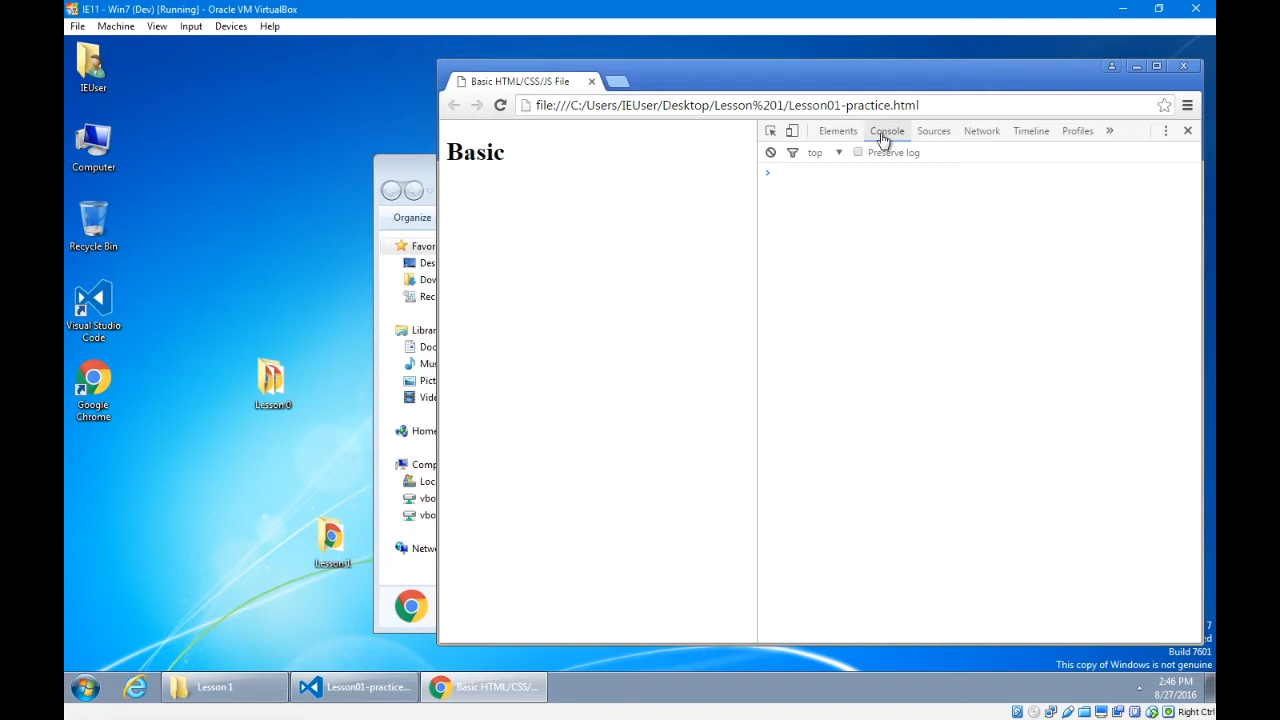 IE11 - Win7 (Dev) [Running] - Oracle VM VirtualBox
File Machine View Input Devices Help
IEUser
Computer
Recycle Bin
Visual Studio
Code
Google
Chrome
Lesson 0
Lesson 1
Organize
Favor
Des
Dov
Rec
Librar
Doc
Mus
Pict
Vide
Home
Comp
Loc
vbo
vbo
Netw
Basic HTML/CSS/JS File
file:///C:/Users/IEUser/Desktop/Lesson%201/Lesson01-practice.html
Basic
Elements Console Sources Network Timeline Profiles »
top Preserve log
>
7
ed
Build 7601
This copy of Windows is not genuine
Lesson 1
Lesson01-practice...
Basic HTML/CSS/...
2:46 PM
8/27/2016
Right Ctrl